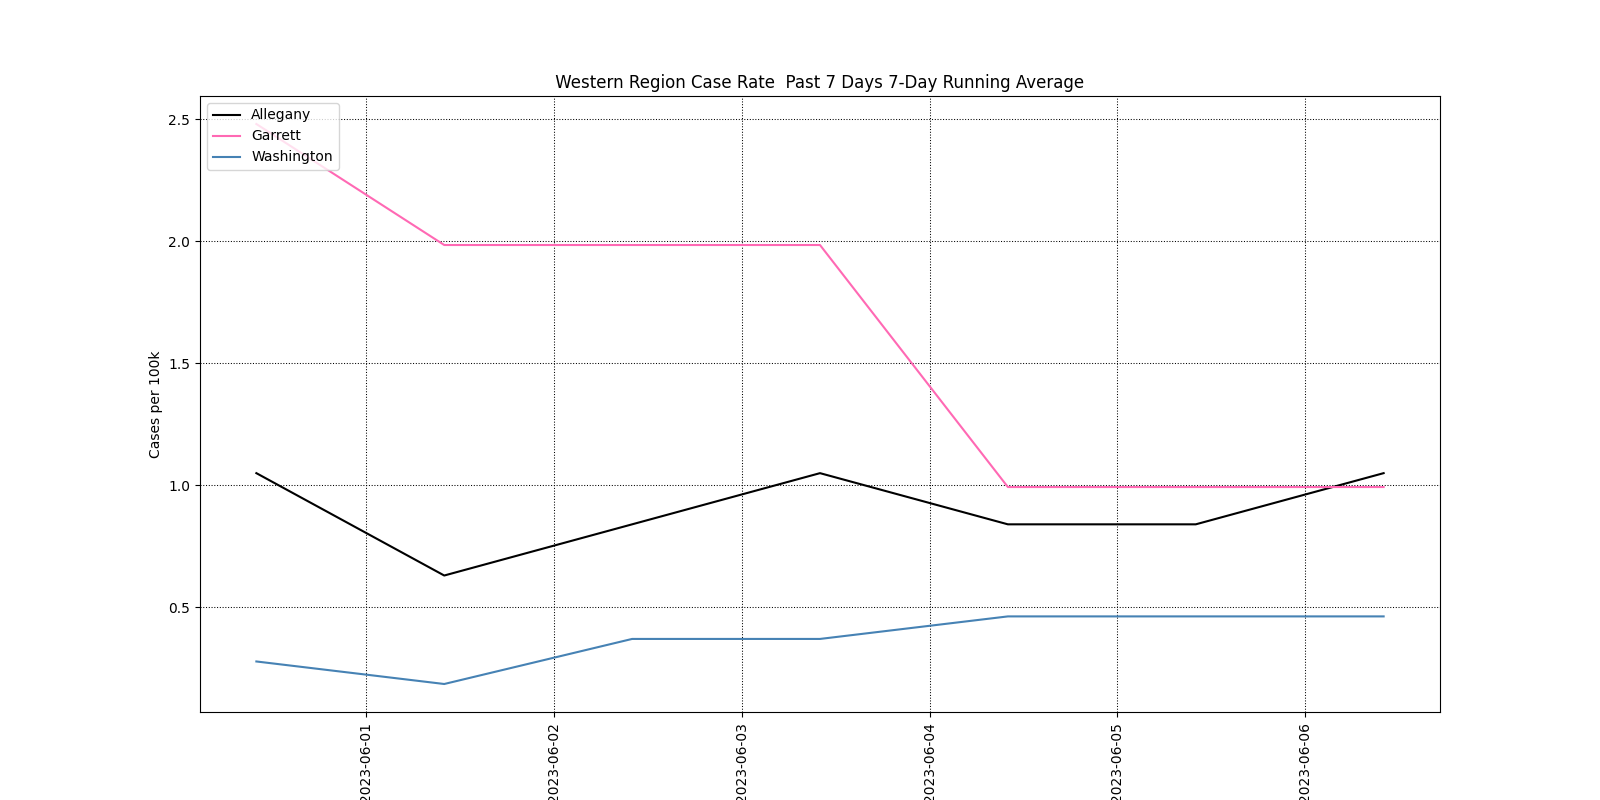 Western Region Case Rate  Past 7 Days 7-Day Running Average
Allegany
Garrett
Washington
2.5
2.0
1.5
1.0
0.5
Cases per 100k
2023-06-01
2023-06-02
2023-06-03
2023-06-04
2023-06-05
2023-06-06